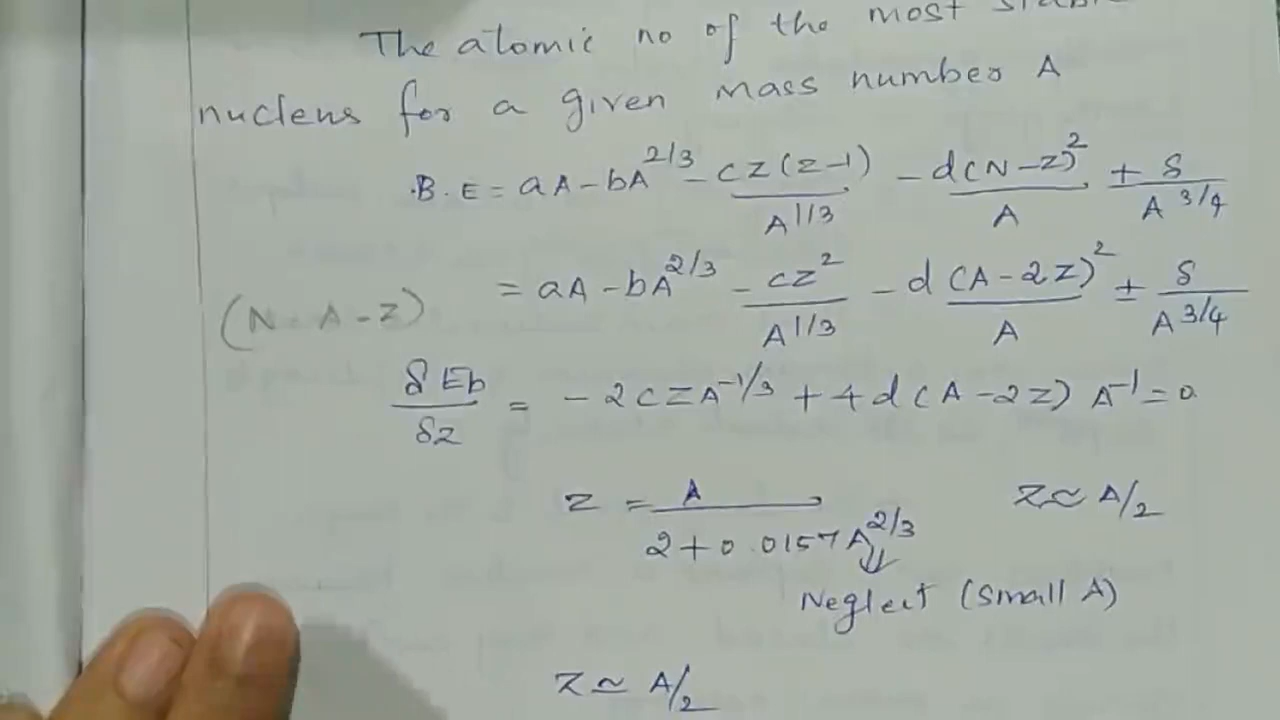 The atomic no of the most
nucleus for a given mass number A
B.E = aA - bA^2/3 - cz(z-1)/A^1/3 - d(N-Z)^2/A ± δ/A^3/4
= aA - bA^2/3 - cz^2/A^1/3 - d(A-2Z)^2/A ± δ/A^3/4
(N = A - Z)
δEb/δz = -2czA^-1/3 + 4d(A-2z) A^-1 = 0
z = A/(2+0.0157A^2/3) Z ≈ A/2
⇓
Neglect (small A)
Z ≃ A/2